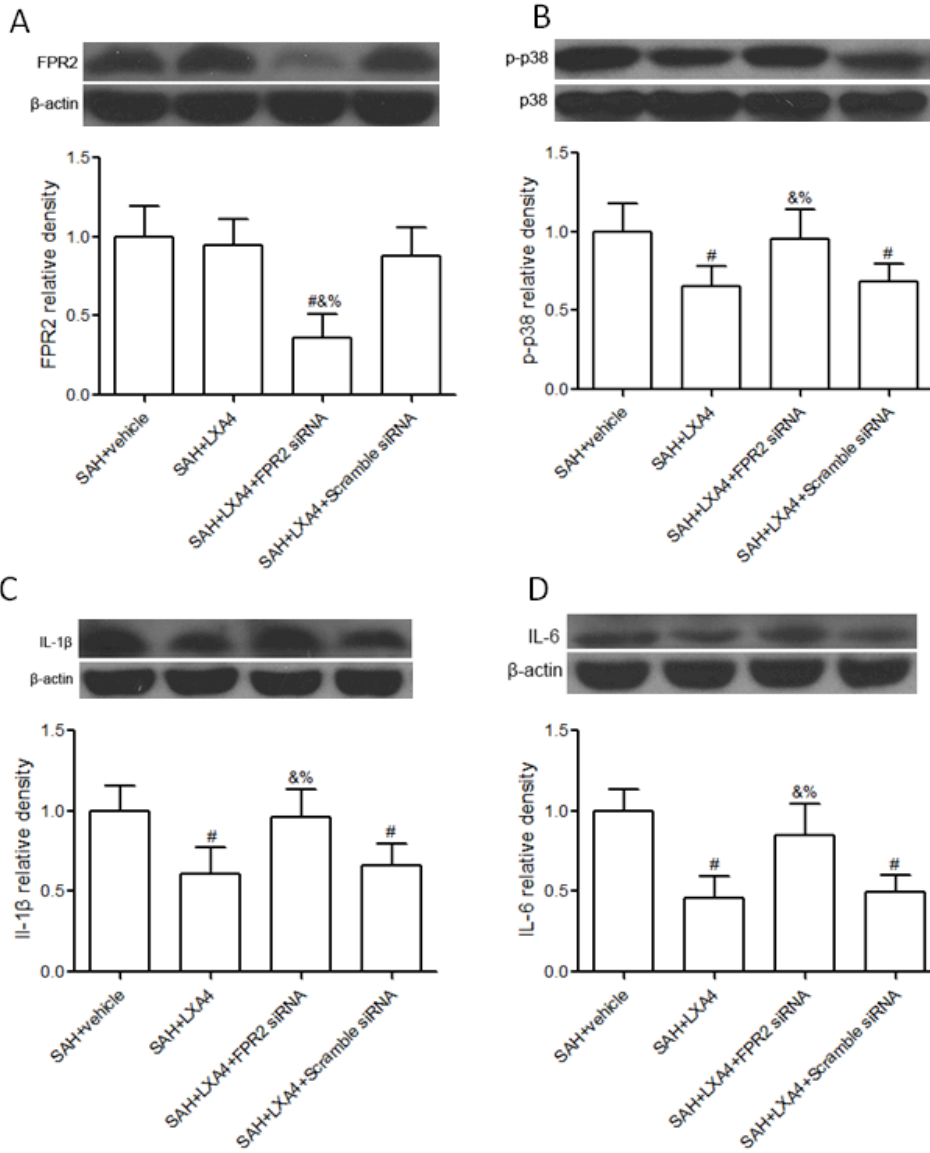 A
FPR2
β-actin
FPR2 relative density
1.5
1.0
0.5
0.0
#&%
SAH+vehicle
SAH+LXA4
SAH+LXA4+FPR2 siRNA
SAH+LXA4+Scramble siRNA
B
p-p38
p38
p-p38 relative density
1.5
1.0
0.5
0.0
#
&%
#
SAH+vehicle
SAH+LXA4
SAH+LXA4+FPR2 siRNA
SAH+LXA4+Scramble siRNA
C
IL-1β
β-actin
Il-1β relative density
1.5
1.0
0.5
0.0
#
&%
#
SAH+vehicle
SAH+LXA4
SAH+LXA4+FPR2 siRNA
SAH+LXA4+Scramble siRNA
D
IL-6
β-actin
IL-6 relative density
1.5
1.0
0.5
0.0
#
&%
#
SAH+vehicle
SAH+LXA4
SAH+LXA4+FPR2 siRNA
SAH+LXA4+Scramble siRNA